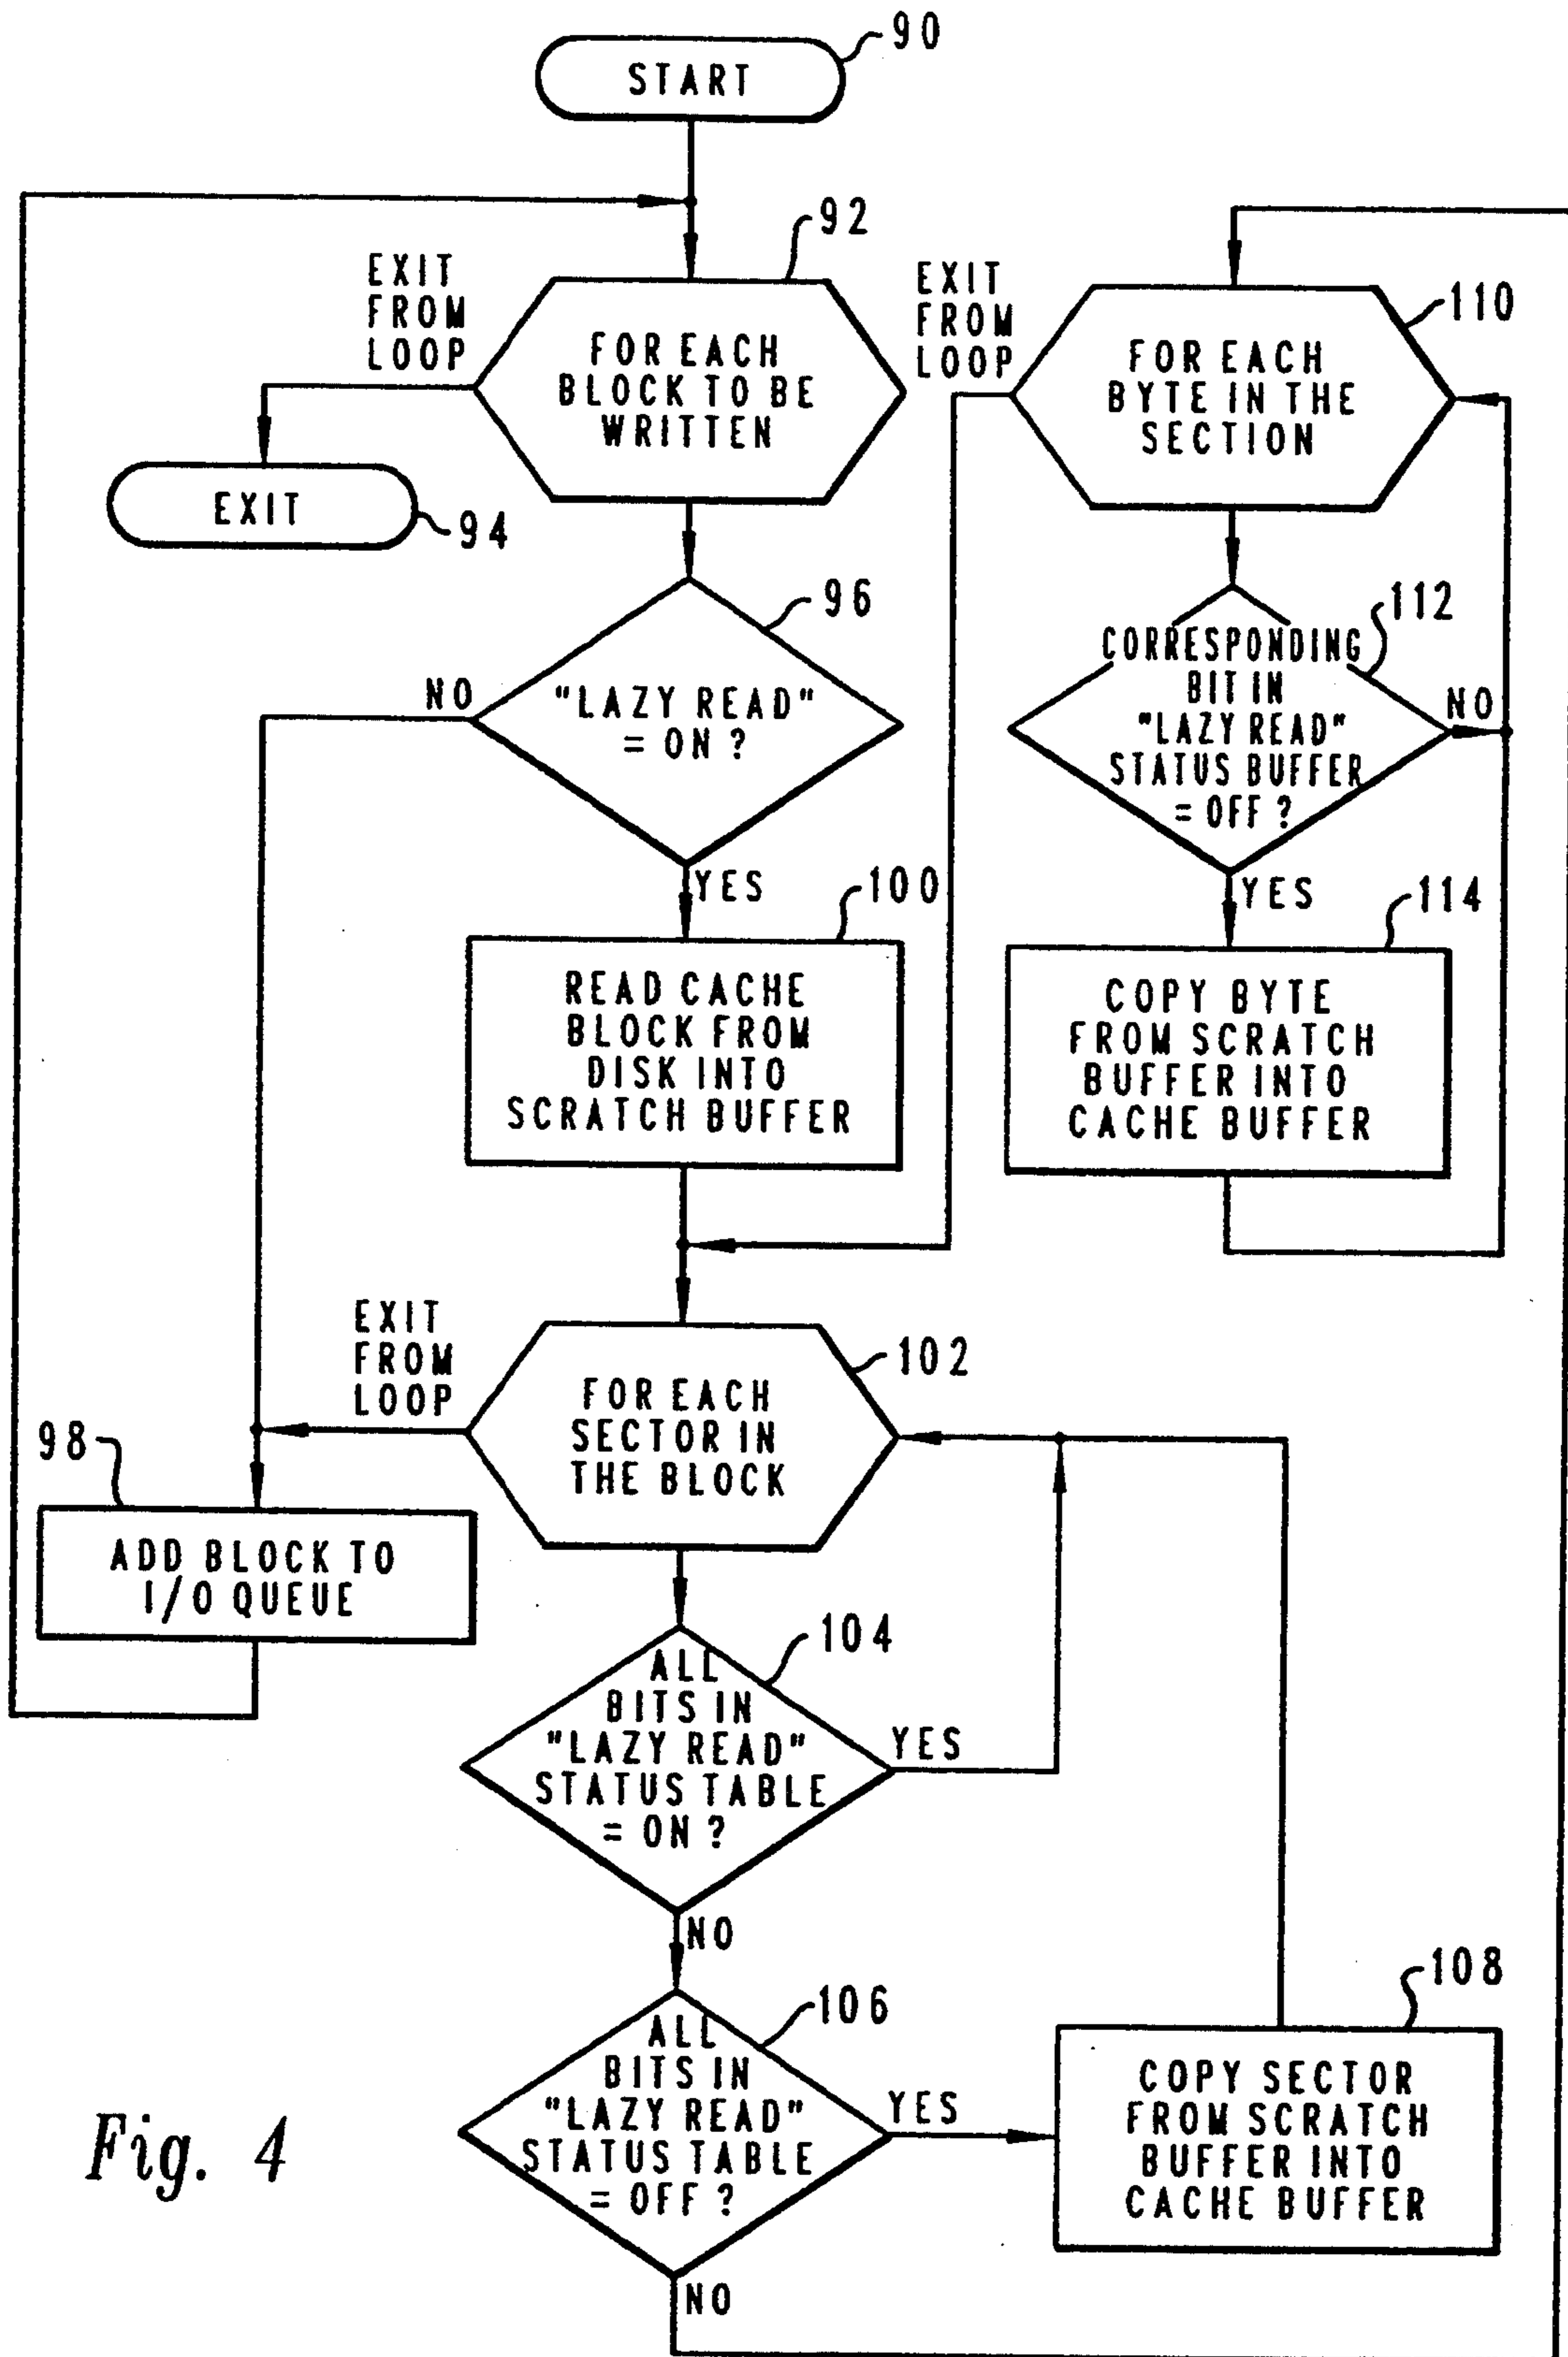 90
START
92
EXIT
FROM
LOOP
FOR EACH
BLOCK TO BE
WRITTEN
EXIT
94
96
"LAZY READ"
= ON ?
NO
YES
100
READ CACHE
BLOCK FROM
DISK INTO
SCRATCH BUFFER
EXIT
FROM
LOOP
110
FOR EACH
BYTE IN THE
SECTION
112
CORRESPONDING
BIT IN
"LAZY READ"
STATUS BUFFER
= OFF ?
NO
YES
114
COPY BYTE
FROM SCRATCH
BUFFER INTO
CACHE BUFFER
EXIT
FROM
LOOP
102
FOR EACH
SECTOR IN
THE BLOCK
98
ADD BLOCK TO
I/O QUEUE
104
ALL
BITS IN
"LAZY READ"
STATUS TABLE
= ON ?
YES
NO
106
ALL
BITS IN
"LAZY READ"
STATUS TABLE
= OFF ?
YES
NO
108
COPY SECTOR
FROM SCRATCH
BUFFER INTO
CACHE BUFFER
Fig. 4